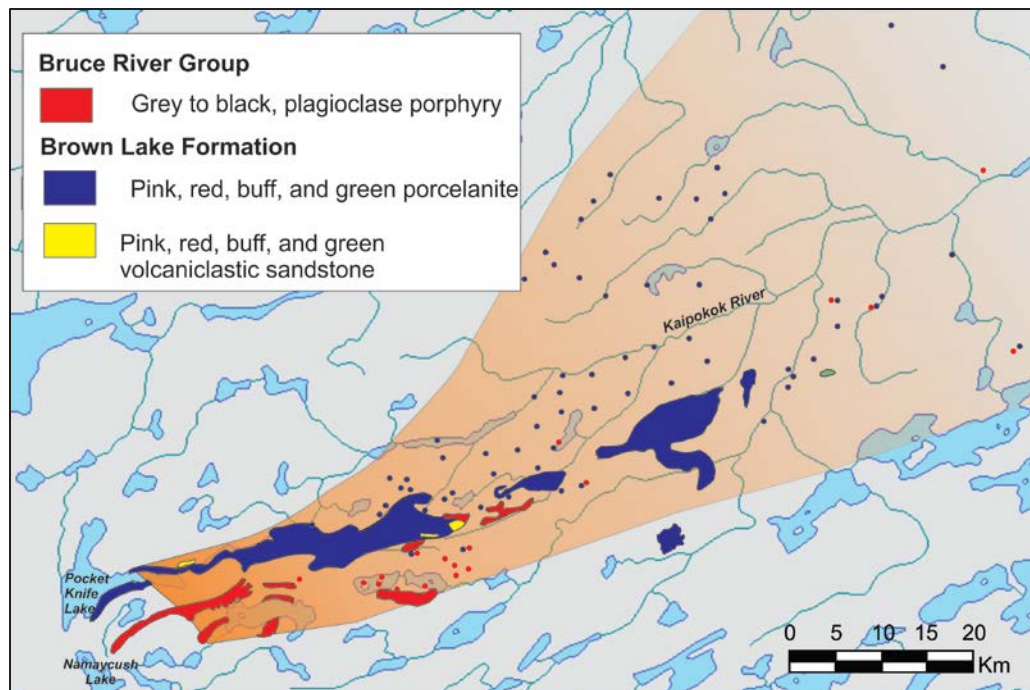 Bruce River Group
Grey to black, plagioclase porphyry
Brown Lake Formation
Pink, red, buff, and green porcelanite
Pink, red, buff, and green
volcaniclastic sandstone
Kaipokok River
Pocket
Knife
Lake
Namaycush
Lake
0 5 10 15 20
Km